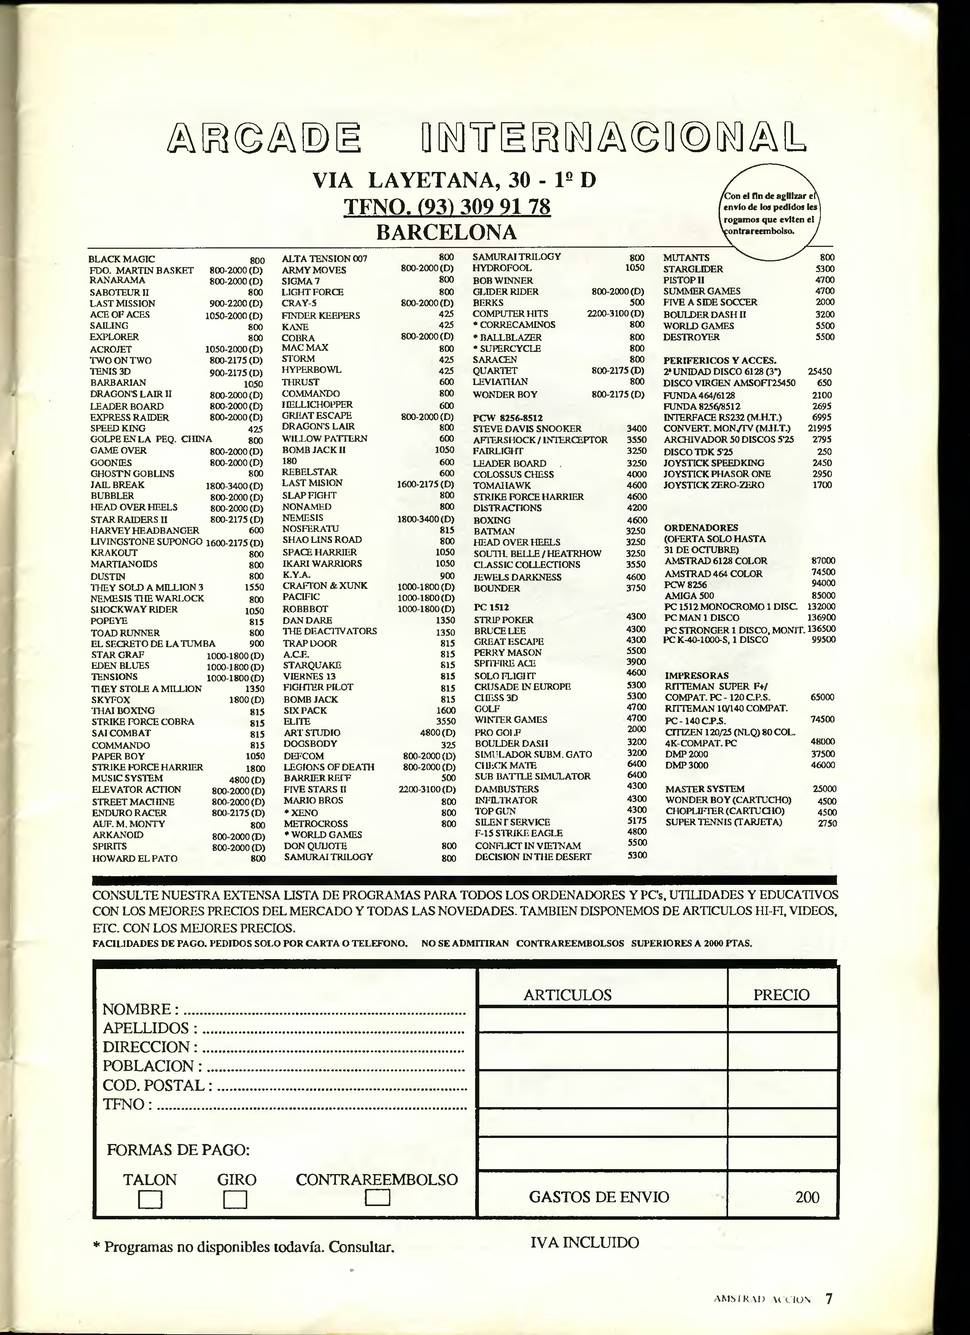 ARCADE INTERNACIONAL
VIA LAYETANA, 30 - 1º D
TFNO. (93) 309 91 78
BARCELONA
Con el fin de agilizar el
envío de los pedidos les
rogamos que eviten el
contrareembolso.
BLACK MAGIC 800
FDO. MARTIN BASKET 800-2000 (D)
RANARAMA 800-2000 (D)
SABOTEUR II 800
LAST MISSION 900-2200 (D)
ACE OF ACES 1050-2000 (D)
SAILING 800
EXPLORER 800
ACROJET 1050-2000 (D)
TWO ON TWO 800-2175 (D)
TENIS 3D 900-2175 (D)
BARBARIAN 1050
DRAGON'S LAIR II 800-2000 (D)
LEADER BOARD 800-2000 (D)
EXPRESS RAIDER 800-2000 (D)
SPEED KING 425
GOLPE EN LA PEQ. CHINA 800
GAME OVER 800-2000 (D)
GOONIES 800-2000 (D)
GHOST'N GOBLINS 800
JAIL BREAK 1800-3400 (D)
BUBBLER 800-2000 (D)
HEAD OVER HEELS 800-2000 (D)
STAR RAIDERS II 800-2175 (D)
HARVEY HEADBANGER 600
LIVINGSTONE SUPONGO 1600-2175 (D)
KRAKOUT 800
MARTIANOIDS 800
DUSTIN 800
THEY SOLD A MILLION 3 1550
NEMESIS THE WARLOCK 800
SHOCKWAY RIDER 1050
POPEYE 815
TOAD RUNNER 800
EL SECRETO DE LA TUMBA 900
STAR GRAF 1000-1800 (D)
EDEN BLUES 1000-1800 (D)
TENSIONS 1000-1800 (D)
THEY STOLE A MILLION 1350
SKYFOX 1800 (D)
THAI BOXING 815
STRIKE FORCE COBRA 815
SAI COMBAT 815
COMMANDO 815
PAPER BOY 1050
STRIKE FORCE HARRIER 1800
MUSIC SYSTEM 4800 (D)
ELEVATOR ACTION 800-2000 (D)
STREET MACHINE 800-2000 (D)
ENDURO RACER 800-2175 (D)
AUF. M. MONTY 800
ARKANOID 800-2000 (D)
SPIRITS 800-2000 (D)
HOWARD EL PATO 800
ALTA TENSION 007 800
ARMY MOVES 800-2000 (D)
SIGMA 7 800
LIGHT FORCE 800
CRAY-5 800-2000 (D)
FINDER KEEPERS 425
KANE 425
COBRA 800-2000 (D)
MAC MAX 800
STORM 425
HYPERBOWL 425
THRUST 600
COMMANDO 800
HELLICHOPPER 600
GREAT ESCAPE 800-2000 (D)
DRAGON'S LAIR 800
WILLOW PATTERN 600
BOMB JACK II 1050
180 600
REBELSTAR 600
LAST MISION 1600-2175 (D)
SLAP FIGHT 800
NONAMED 800
NEMESIS 1800-3400 (D)
NOSFERATU 815
SHAO LINS ROAD 800
SPACE HARRIER 1050
IKARI WARRIORS 1050
K.Y.A. 900
CRAFTON & XUNK 1000-1800 (D)
PACIFIC 1000-1800 (D)
ROBBBOT 1000-1800 (D)
DAN DARE 1350
THE DEACTIVATORS 1350
TRAP DOOR 815
A.C.E. 815
STARQUAKE 815
VIERNES 13 815
FIGHTER PILOT 815
BOMB JACK 815
SIX PACK 1600
ELITE 3550
ART STUDIO 4800 (D)
DOGSBODY 325
DEFCOM 800-2000 (D)
LEGIONS OF DEATH 800-2000 (D)
BARRIER REFF 500
FIVE STARS II 2200-3100 (D)
MARIO BROS 800
* XENO 800
METROCROSS 800
* WORLD GAMES
DON QUIJOTE 800
SAMURAI TRILOGY 800
SAMURAI TRILOGY 800
HYDROFOOL 1050
BOB WINNER
GLIDER RIDER 800-2000 (D)
BERKS 500
COMPUTER HITS 2200-3100 (D)
* CORRECAMINOS 800
* BALLBLAZER 800
* SUPERCYCLE 800
SARACEN 800
QUARTET 800-2175 (D)
LEVIATHAN 800
WONDER BOY 800-2175 (D)
PCW 8256-8512
STEVE DAVIS SNOOKER 3400
AFTERSHOCK / INTERCEPTOR 3550
FAIRLIGHT 3250
LEADER BOARD . 3250
COLOSSUS CHESS 4000
TOMAHAWK 4600
STRIKE FORCE HARRIER 4600
DISTRACTIONS 4200
BOXING 4600
BATMAN 3250
HEAD OVER HEELS 3250
SOUTH. BELLE / HEATRHOW 3250
CLASSIC COLLECTIONS 3550
JEWELS DARKNESS 4600
BOUNDER 3750
PC 1512
STRIP POKER 4300
BRUCE LEE 4300
GREAT ESCAPE 4300
PERRY MASON 5500
SPITFIRE ACE 3900
SOLO FLIGHT 4600
CRUSADE IN EUROPE 5300
CHESS 3D 5300
GOLF 4700
WINTER GAMES 4700
PRO GOLF 2000
BOULDER DASH 3200
SIMULADOR SUBM. GATO 3200
CHECK MATE 6400
SUB BATTLE SIMULATOR 6400
DAMBUSTERS 4300
INFILTRATOR 4300
TOP GUN 4300
SILENT SERVICE 5175
F-15 STRIKE EAGLE 4800
CONFLICT IN VIETNAM 5500
DECISION IN THE DESERT 5300
MUTANTS 800
STARGLIDER 5300
PISTOP II 4700
SUMMER GAMES 4700
FIVE A SIDE SOCCER 2000
BOULDER DASH II 3200
WORLD GAMES 5500
DESTROYER 5500
PERIFERICOS Y ACCES.
2ª UNIDAD DISCO 6128 (3") 25450
DISCO VIRGEN AMSOFT25450 650
FUNDA 464/6128 2100
FUNDA 8256/8512 2695
INTERFACE RS232 (M.H.T.) 6995
CONVERT. MON./TV (M.H.T.) 21995
ARCHIVADOR 50 DISCOS 5'25 2795
DISCO TDK 5'25 250
JOYSTICK SPEEDKING 2450
JOYSTICK PHASOR ONE 2950
JOYSTICK ZERO-ZERO 1700
ORDENADORES
(OFERTA SOLO HASTA
31 DE OCTUBRE)
AMSTRAD 6128 COLOR 87000
AMSTRAD 464 COLOR 74500
PCW 8256 94000
AMIGA 500 85000
PC 1512 MONOCROMO 1 DISC. 132000
PC MAN 1 DISCO 136900
PC STRONGER 1 DISCO, MONIT. 136500
PC K-40-1000-S, 1 DISCO 99500
IMPRESORAS
RITTEMAN SUPER F+/
COMPAT. PC - 120 C.P.S. 65000
RITTEMAN 10/140 COMPAT.
PC - 140 C.P.S. 74500
CITIZEN 120/25 (NLQ) 80 COL.
4K-COMPAT. PC 48000
DMP 2000 37500
DMP 3000 46000
MASTER SYSTEM 25000
WONDER BOY (CARTUCHO) 4500
CHOPLIFTER (CARTUCHO) 4500
SUPER TENNIS (TARJETA) 2750
CONSULTE NUESTRA EXTENSA LISTA DE PROGRAMAS PARA TODOS LOS ORDENADORES Y PC's, UTILIDADES Y EDUCATIVOS
CON LOS MEJORES PRECIOS DEL MERCADO Y TODAS LAS NOVEDADES. TAMBIEN DISPONEMOS DE ARTICULOS HI-FI, VIDEOS,
ETC. CON LOS MEJORES PRECIOS.
FACILIDADES DE PAGO. PEDIDOS SOLO POR CARTA O TELEFONO. NO SE ADMITIRAN CONTRAREEMBOLSOS SUPERIORES A 2000 PTAS.
NOMBRE : ..................
APELLIDOS : ..................
DIRECCION : ..................
POBLACION : ..................
COD. POSTAL : ..................
TFNO : ..................
FORMAS DE PAGO:
TALON GIRO CONTRAREEMBOLSO
ARTICULOS PRECIO
GASTOS DE ENVIO 200
* Programas no disponibles todavía. Consultar.
IVA INCLUIDO
AMSTRAD ACCION 7